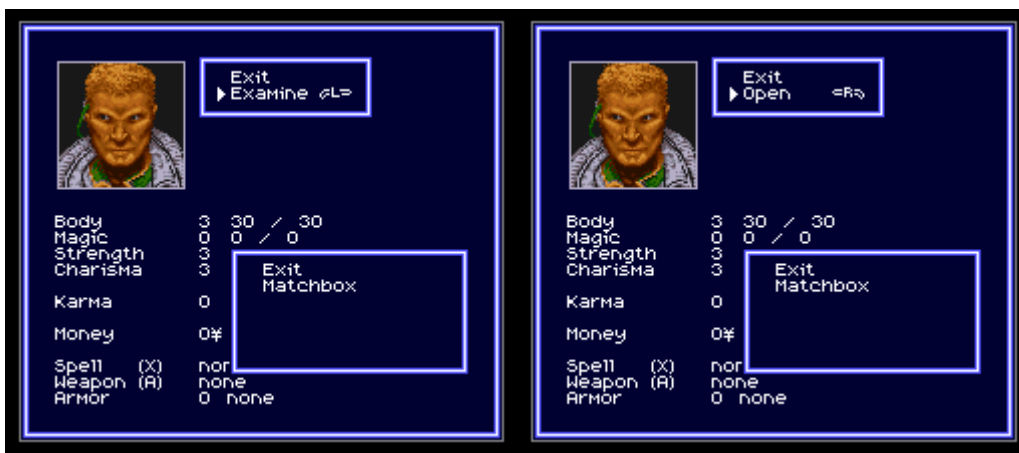 Exit
Examine L
Body 3 30 / 30
Magic 0 0 / 0
Strength 3
Charisma 3
Exit
Matchbox
Karma 0
Money 0¥
Spell (X) nor
Weapon (A) none
Armor 0 none
Exit
Open R
Body 3 30 / 30
Magic 0 0 / 0
Strength 3
Charisma 3
Exit
Matchbox
Karma 0
Money 0¥
Spell (X) nor
Weapon (A) none
Armor 0 none